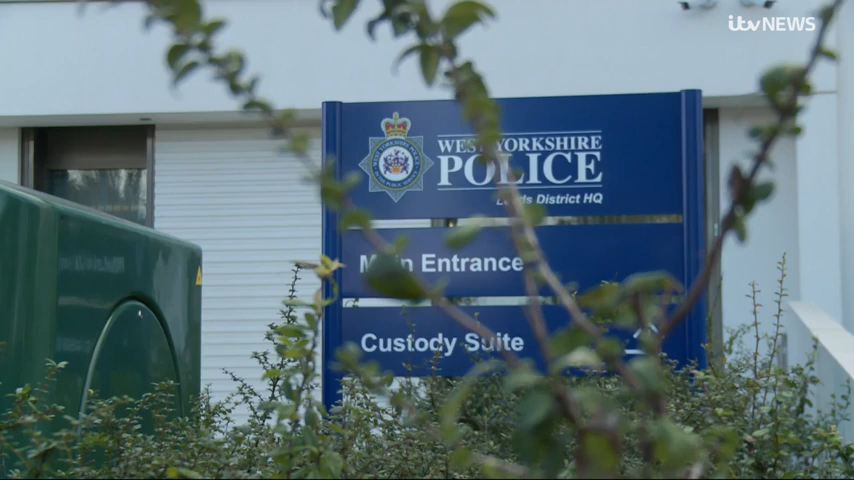 itv NEWS
WEST YORKSHIRE
POLICE
Leeds District HQ
Main Entrance
Custody Suite